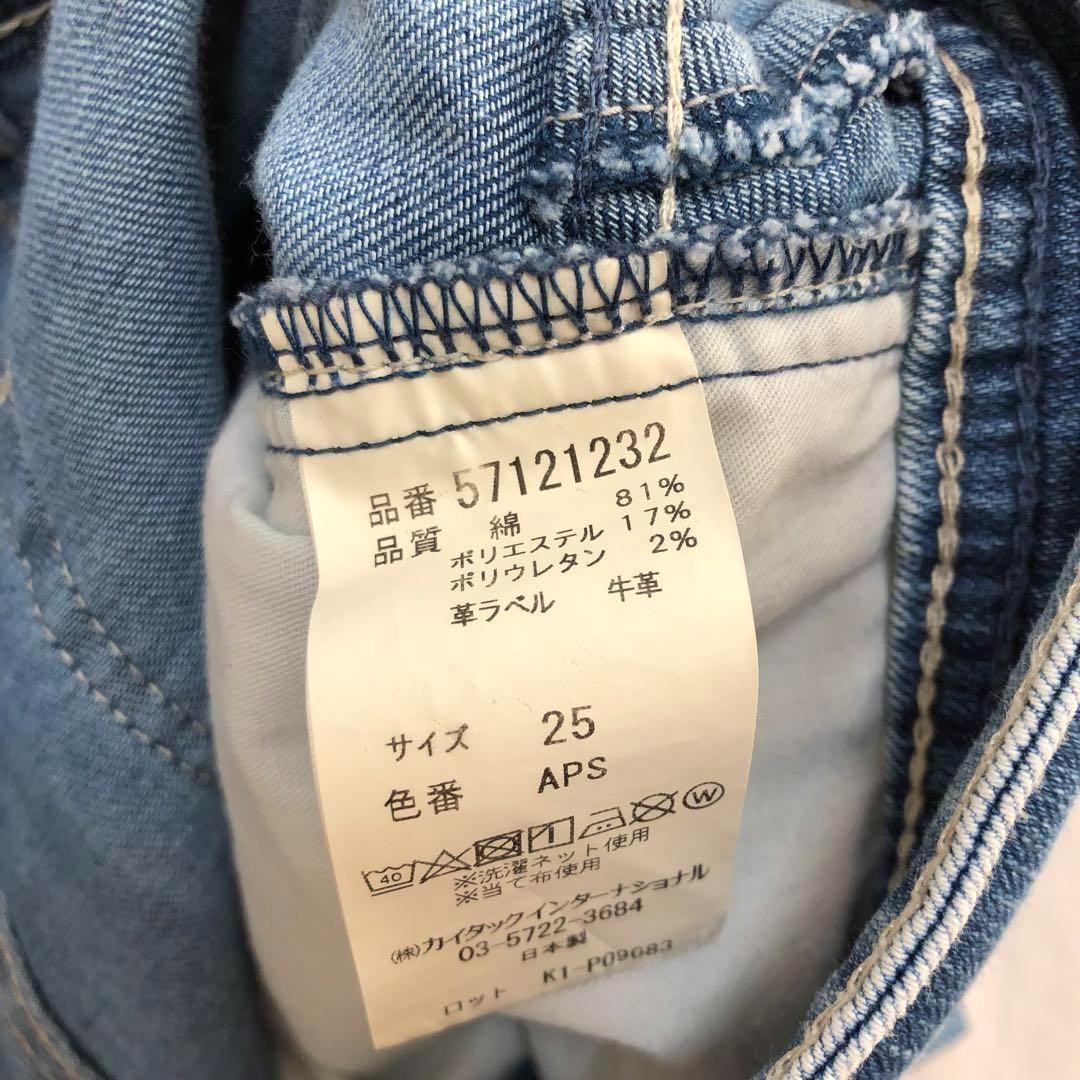 品番 57121232
品質 綿 81%
ポリエステル 17%
ポリウレタン 2%
革ラベル 牛革
サイズ 25
色番 APS
40 W
※洗濯ネット使用
※当て布使用
(株)カイタックインターナショナル
03-5722-3684
日本製
ロット K1-P09083